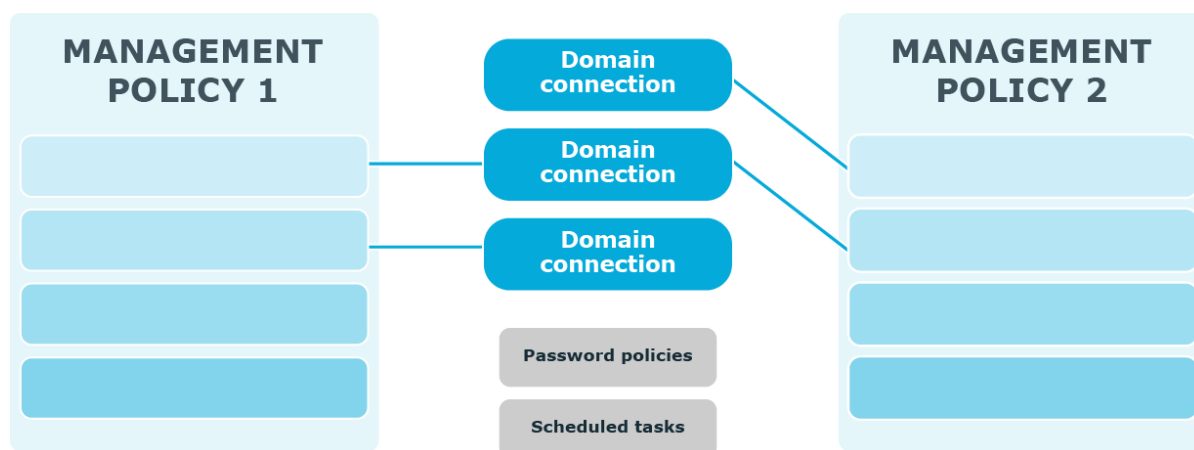 MANAGEMENT
POLICY 1
Domain
connection
Domain
connection
Domain
connection
Password policies
Scheduled tasks
MANAGEMENT
POLICY 2